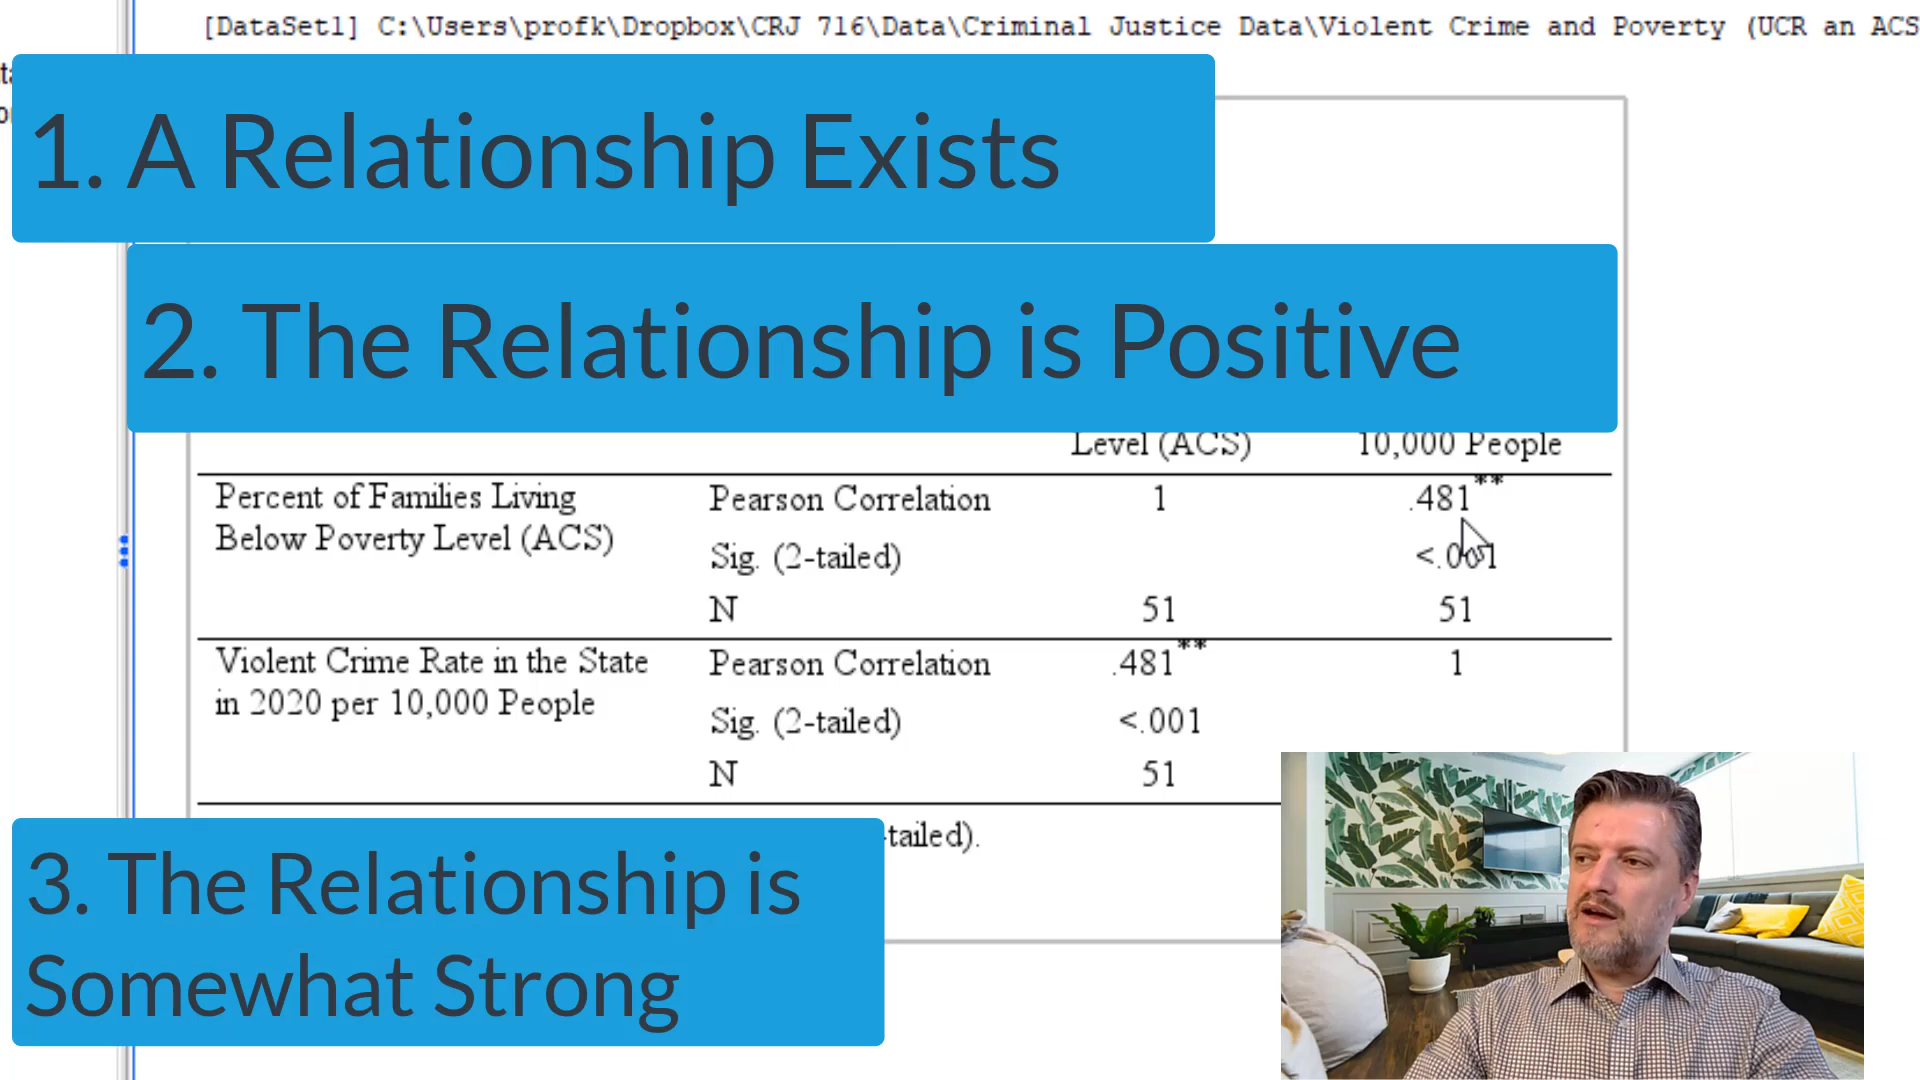 [DataSet1] C:\Users\profk\Dropbox\CRJ 716\Data\Criminal Justice Data\Violent Crime and Poverty (UCR an ACS
1. A Relationship Exists
2. The Relationship is Positive
Level (ACS) 10,000 People
Percent of Families Living Pearson Correlation 1 .481**
Below Poverty Level (ACS)
Sig. (2-tailed) <.001
N 51 51
Violent Crime Rate in the State Pearson Correlation .481** 1
in 2020 per 10,000 People
Sig. (2-tailed) <.001
N 51
-tailed).
3. The Relationship is
Somewhat Strong